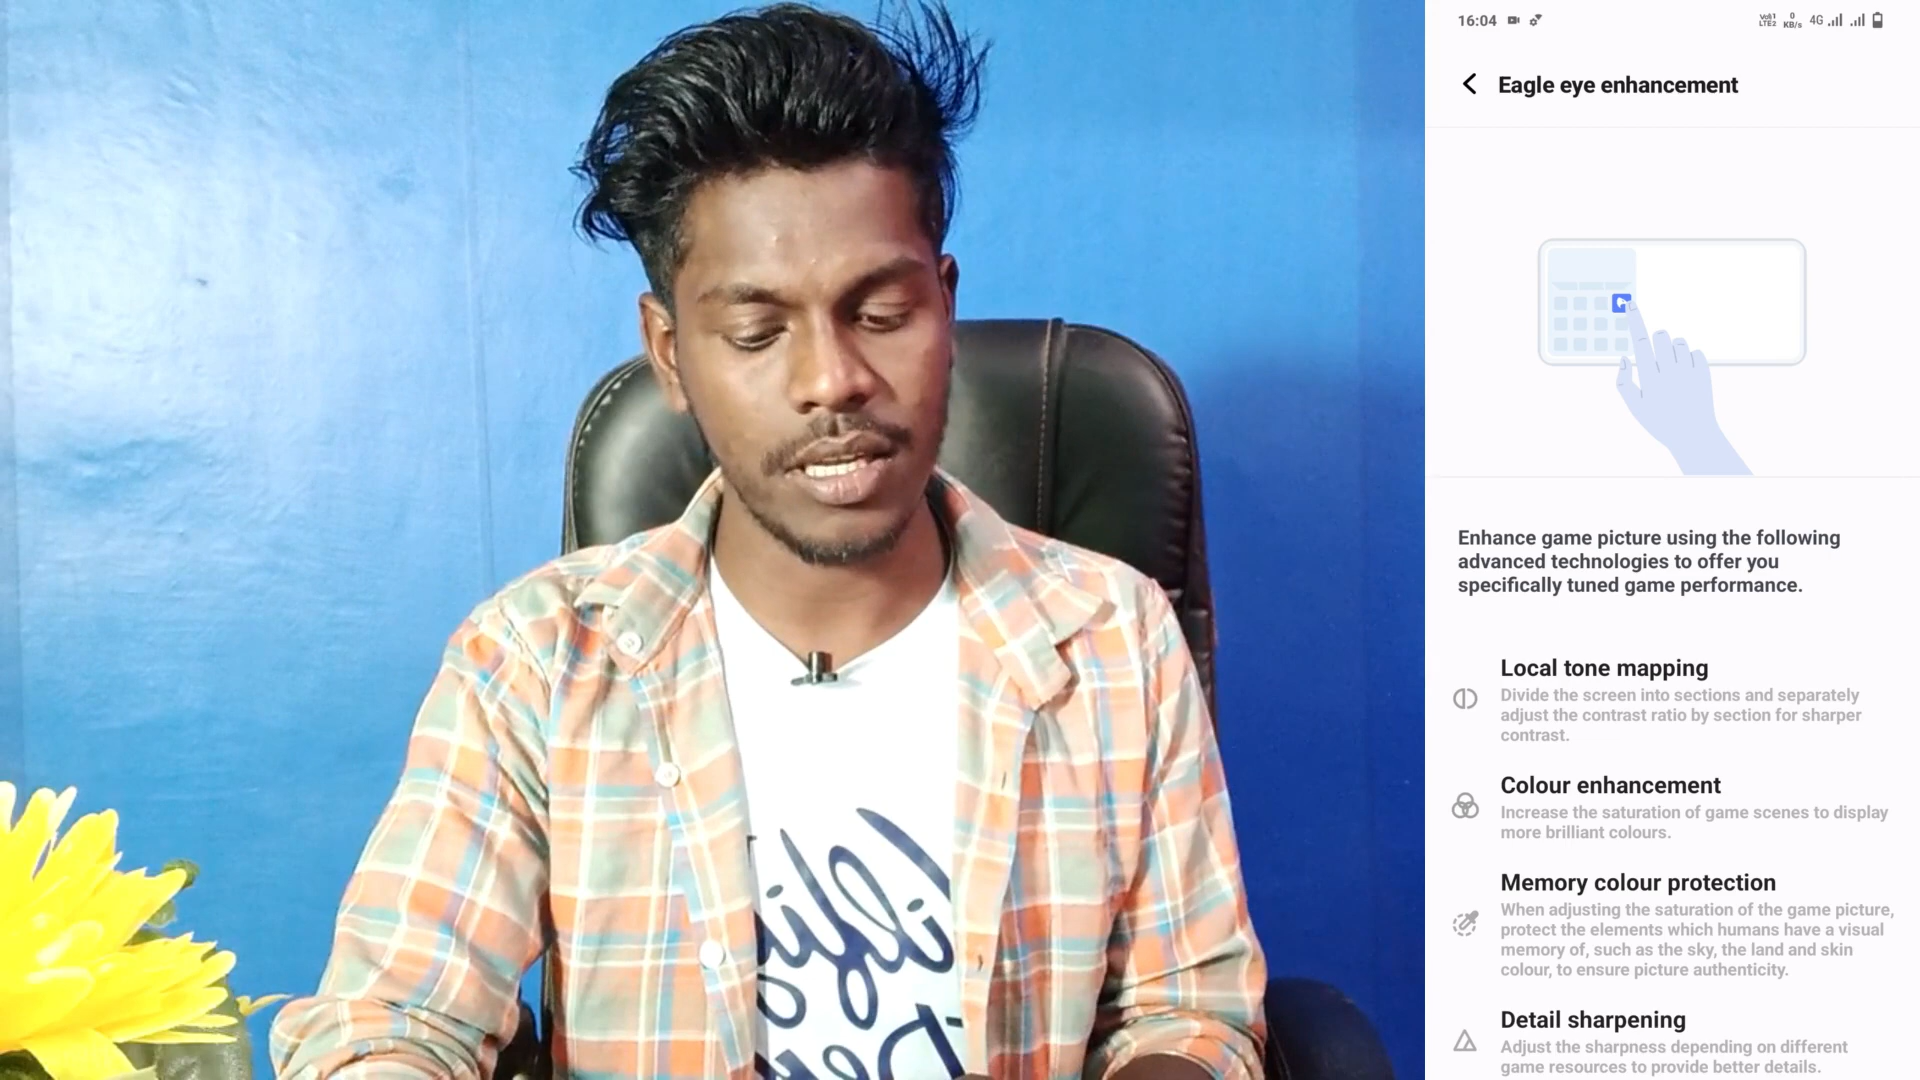 16:04
Vo) 1
LTE2
0
KB/s
4G
Eagle eye enhancement
Enhance game picture using the following
advanced technologies to offer you
specifically tuned game performance.
Local tone mapping
Divide the screen into sections and separately
adjust the contrast ratio by section for sharper
contrast.
Colour enhancement
Increase the saturation of game scenes to display
more brilliant colours.
Memory colour protection
When adjusting the saturation of the game picture,
protect the elements which humans have a visual
memory of, such as the sky, the land and skin
colour, to ensure picture authenticity.
Detail sharpening
Adjust the sharpness depending on different
game resources to provide better details.